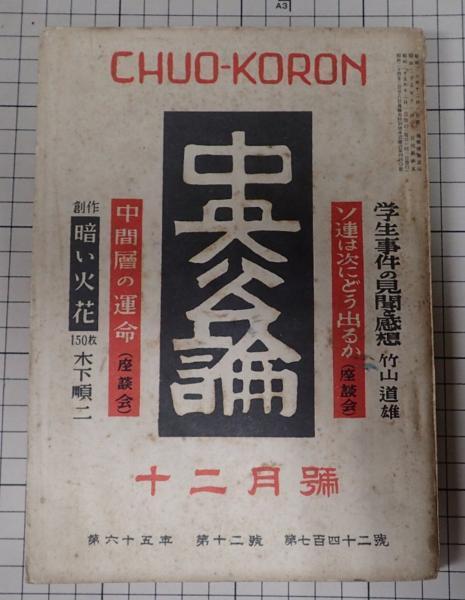 CHUO-KORON
学生事件の見聞と感想 竹山道雄
ソ連は次にどう出るか(座談会)
中央公論
中間層の運命(座談会)
創作 暗い火花 150枚 木下順二
十二月號
第六十五年 第十二號 第七百四十二號
A3